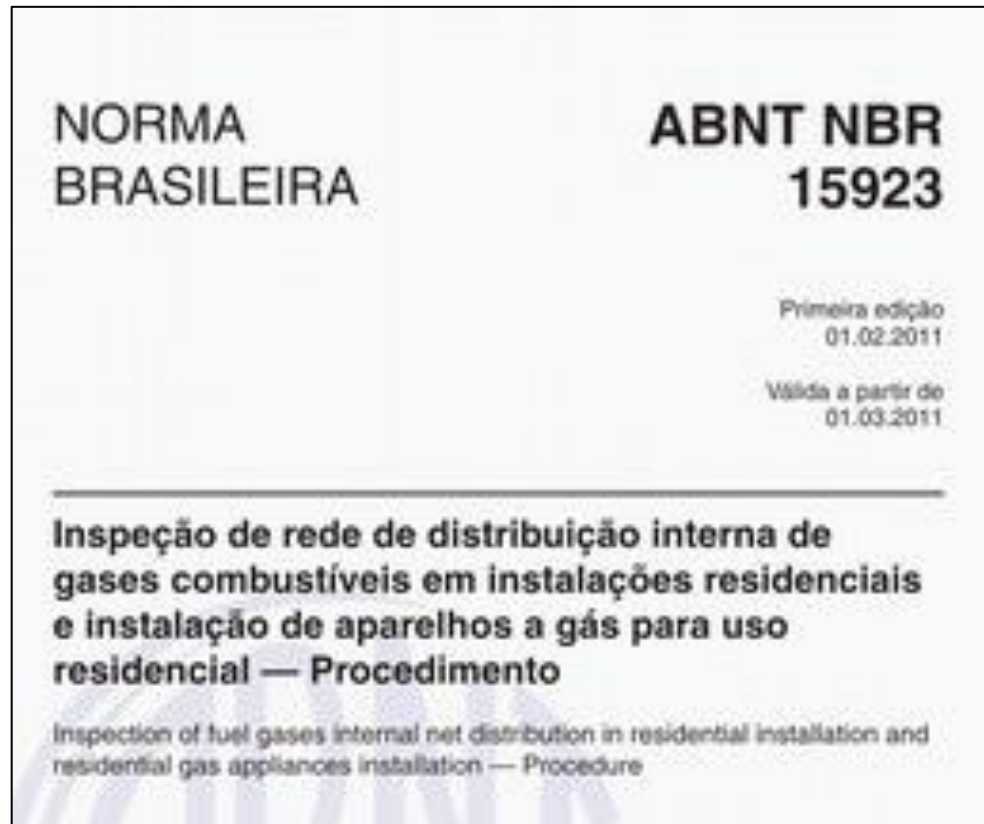 NORMA
BRASILEIRA
ABNT NBR
15923
Primeira edição
01.02.2011
Válida a partir de
01.03.2011
Inspeção de rede de distribuição interna de
gases combustíveis em instalações residenciais
e instalação de aparelhos a gás para uso
residencial — Procedimento
Inspection of fuel gases internal net distribution in residential installation and
residential gas appliances installation — Procedure